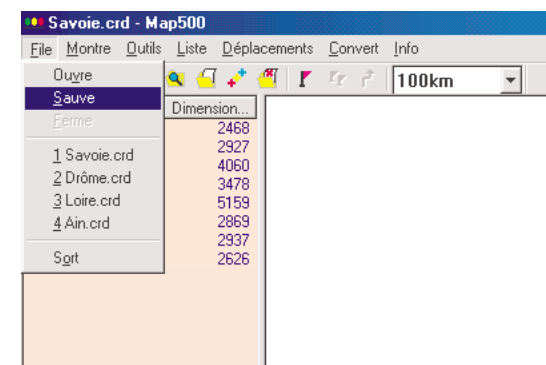 Savoie.crd - Map500
File Montre Outils Liste Déplacements Convert Info
Ouvre
100km
Sauve
Dimension...
Ferme
2468
2927
1 Savoie.crd
4060
2 Drôme.crd
3478
3 Loire.crd
5159
4 Ain.crd
2869
2937
Sort
2626